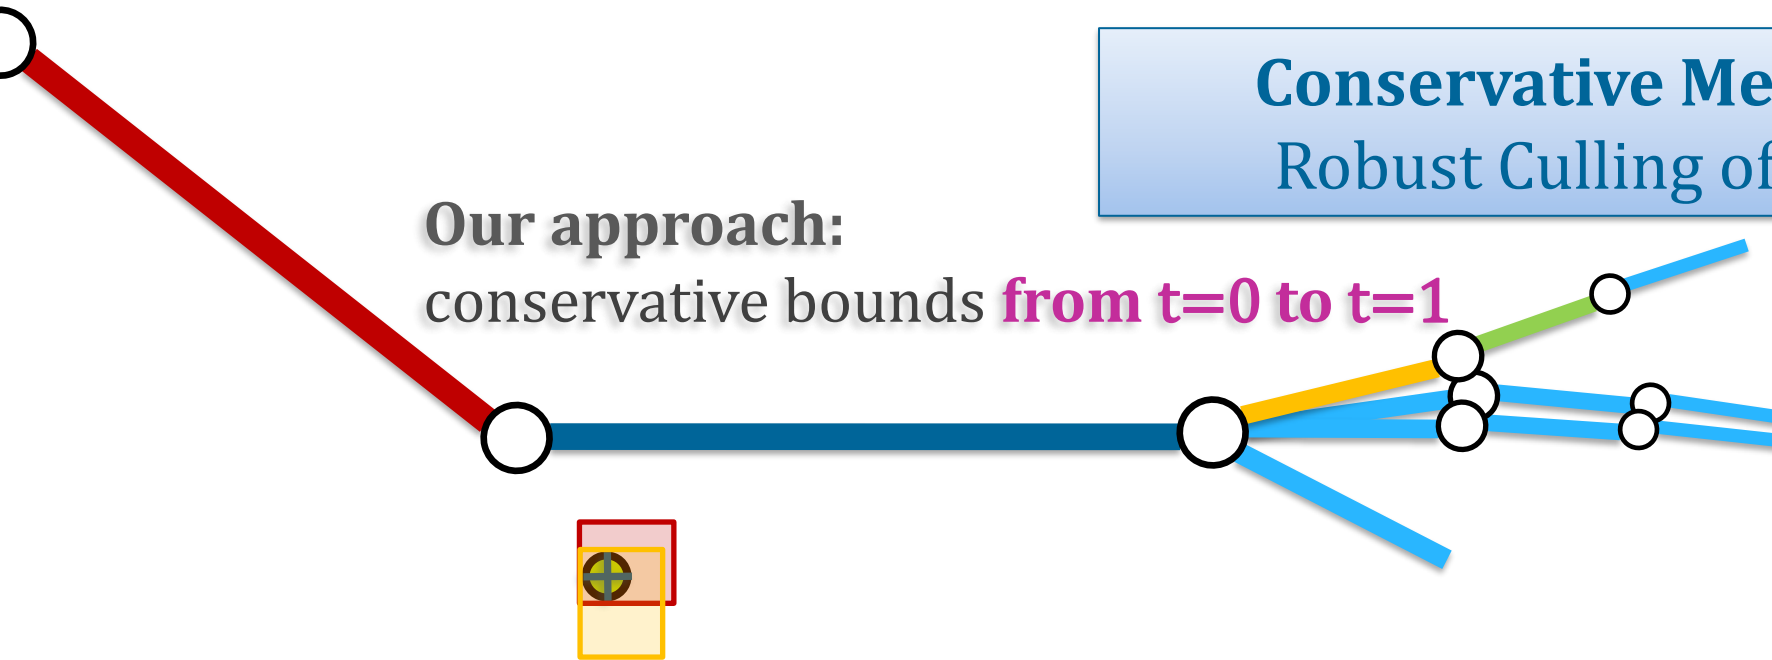 Conservative Me
Robust Culling of
Our approach:
conservative bounds from t=0 to t=1